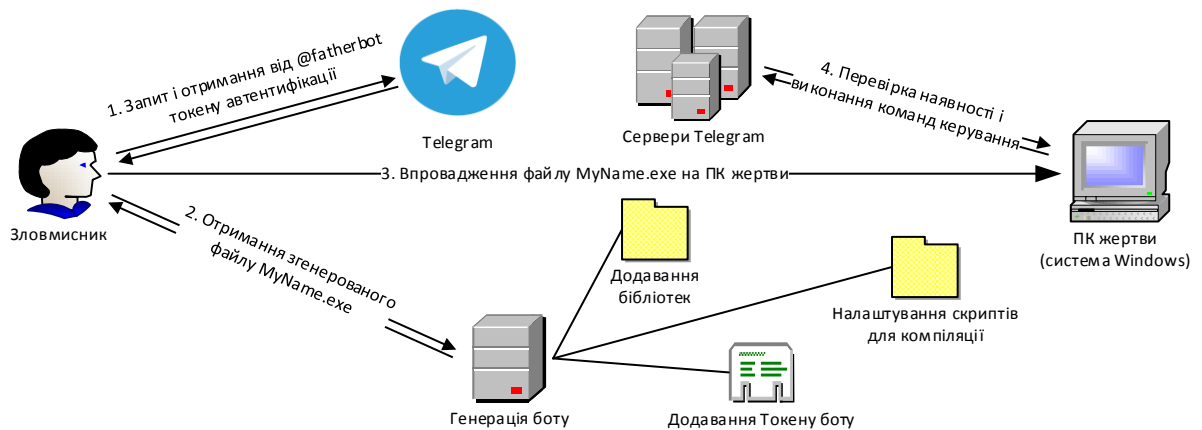 1. Запит і отримання від @fatherbot
токену автентифікації
Telegram
Сервери Telegram
4. Перевірка наявності і
виконання команд керування
Зловмисник
3. Впровадження файлу MyName.exe на ПК жертви
ПК жертви
(система Windows)
2. Отримання згенерованого
файлу MyName.exe
Додавання
бібліотек
Налаштування скриптів
для компіляції
Генерація боту
Додавання Токену боту